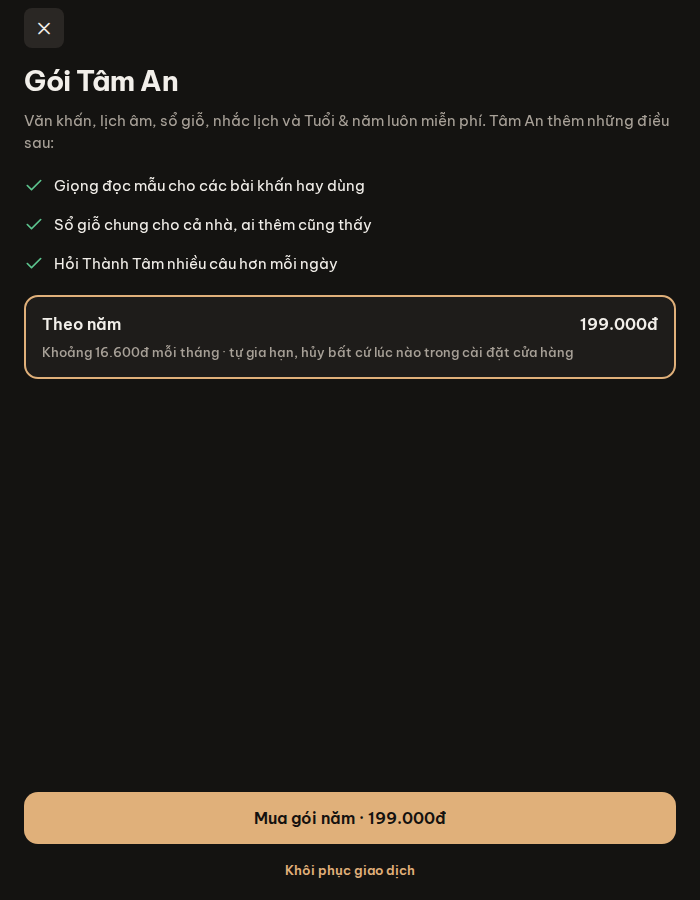 Gói Tâm An
Văn khấn, lịch âm, sổ giỗ, nhắc lịch và Tuổi & năm luôn miễn phí. Tâm An thêm những điều
sau:
Giọng đọc mẫu cho các bài khấn hay dùng
Sổ giỗ chung cho cả nhà, ai thêm cũng thấy
Hỏi Thành Tâm nhiều câu hơn mỗi ngày
Theo năm 199.000đ
Khoảng 16.600đ mỗi tháng · tự gia hạn, hủy bất cứ lúc nào trong cài đặt cửa hàng
Mua gói năm · 199.000đ
Khôi phục giao dịch